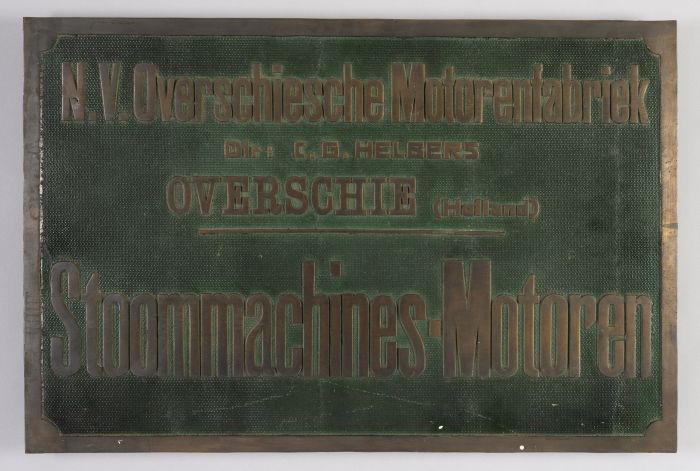 N.V. Overschiesche Motorenfabriek
Dir: C. G. HELBERS
OVERSCHIE (Holland)
Stoommachines-Motoren